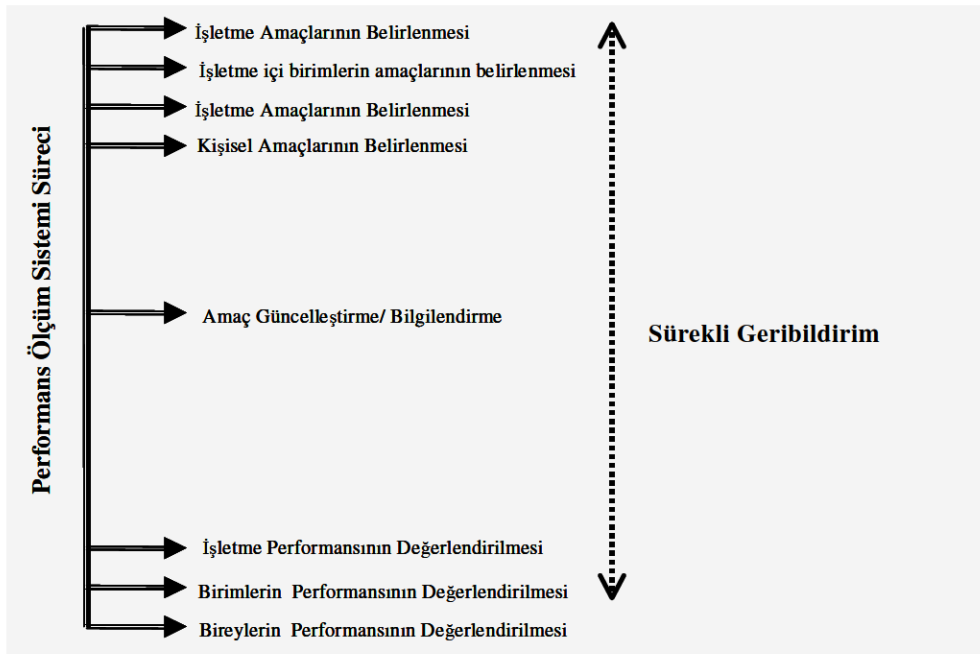 Performans Ölçüm Sistemi Süreci
İşletme Amaçlarının Belirlenmesi
İşletme içi birimlerin amaçlarının belirlenmesi
İşletme Amaçlarının Belirlenmesi
Kişisel Amaçlarının Belirlenmesi
Amaç Güncelleştirme/ Bilgilendirme
Sürekli Geribildirim
İşletme Performansının Değerlendirilmesi
Birimlerin Performansının Değerlendirilmesi
Bireylerin Performansının Değerlendirilmesi